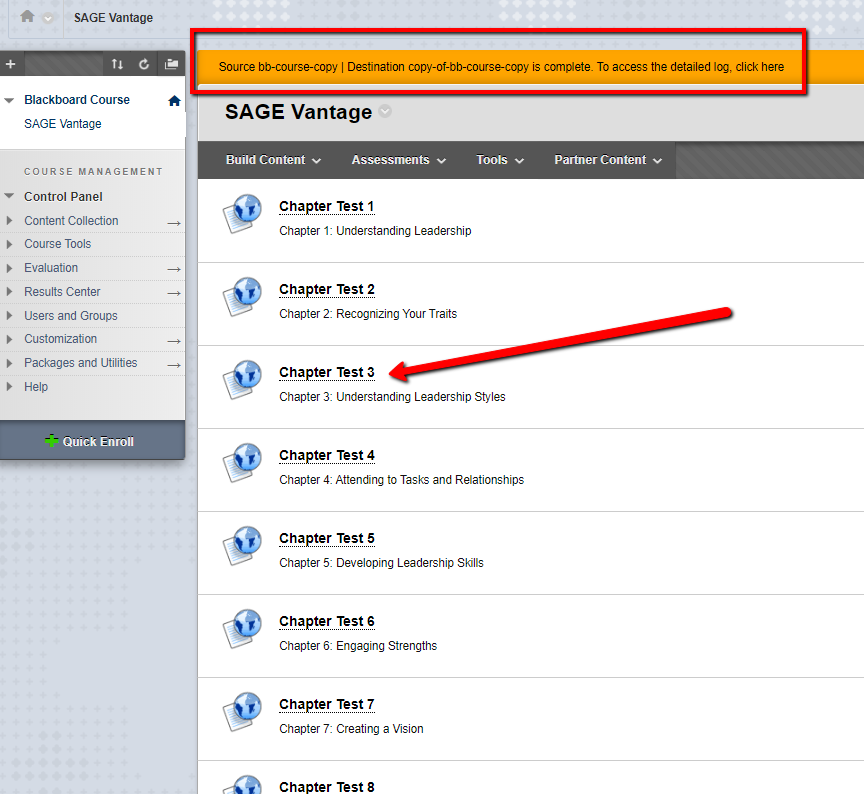 SAGE Vantage
Source bb-course-copy | Destination copy-of-bb-course-copy is complete. To access the detailed log, click here
Blackboard Course
SAGE Vantage
COURSE MANAGEMENT
Control Panel
Content Collection
Course Tools
Evaluation
Results Center
Users and Groups
Customization
Packages and Utilities
Help
Quick Enroll
SAGE Vantage
Build Content Assessments Tools Partner Content
Chapter Test 1
Chapter 1: Understanding Leadership
Chapter Test 2
Chapter 2: Recognizing Your Traits
Chapter Test 3
Chapter 3: Understanding Leadership Styles
Chapter Test 4
Chapter 4: Attending to Tasks and Relationships
Chapter Test 5
Chapter 5: Developing Leadership Skills
Chapter Test 6
Chapter 6: Engaging Strengths
Chapter Test 7
Chapter 7: Creating a Vision
Chapter Test 8